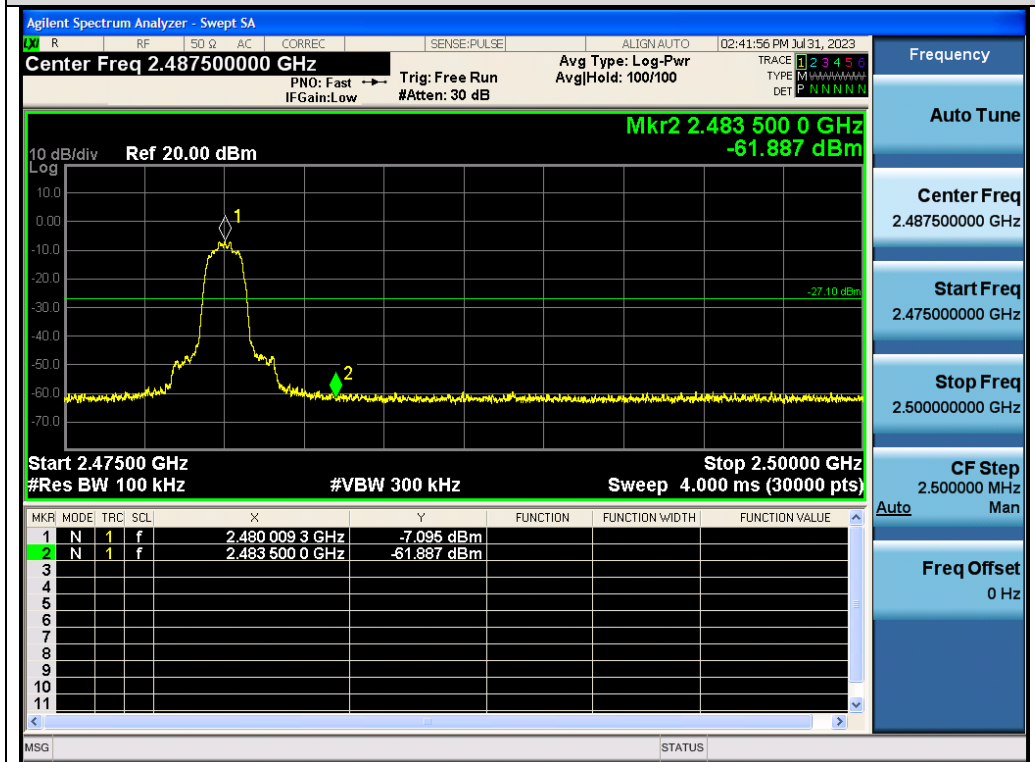 Agilent Spectrum Analyzer - Swept SA
LXI R RF 50 Ω AC CORREC SENSE:PULSE ALIGN AUTO 02:41:56 PM Jul 31, 2023
Center Freq 2.487500000 GHz
PNO: Fast
IFGain:Low
Trig: Free Run
#Atten: 30 dB
Avg Type: Log-Pwr
Avg|Hold: 100/100
TRACE 1 2 3 4 5 6
TYPE M
DET P N N N N N
Mkr2 2.483 500 0 GHz
-61.887 dBm
10 dB/div Ref 20.00 dBm
Log
10.0
0.00
-10.0
-20.0
-30.0
-40.0
-50.0
-60.0
-70.0
1
2
-27.10 dBm
Start 2.47500 GHz Stop 2.50000 GHz
#Res BW 100 kHz #VBW 300 kHz Sweep 4.000 ms (30000 pts)
MKR MODE TRC SCL X Y FUNCTION FUNCTION WIDTH FUNCTION VALUE
1 N 1 f 2.480 009 3 GHz -7.095 dBm
2 N 1 f 2.483 500 0 GHz -61.887 dBm
3
4
5
6
7
8
9
10
11
MSG STATUS
Frequency
Auto Tune
Center Freq
2.487500000 GHz
Start Freq
2.475000000 GHz
Stop Freq
2.500000000 GHz
CF Step
2.500000 MHz
Auto Man
Freq Offset
0 Hz